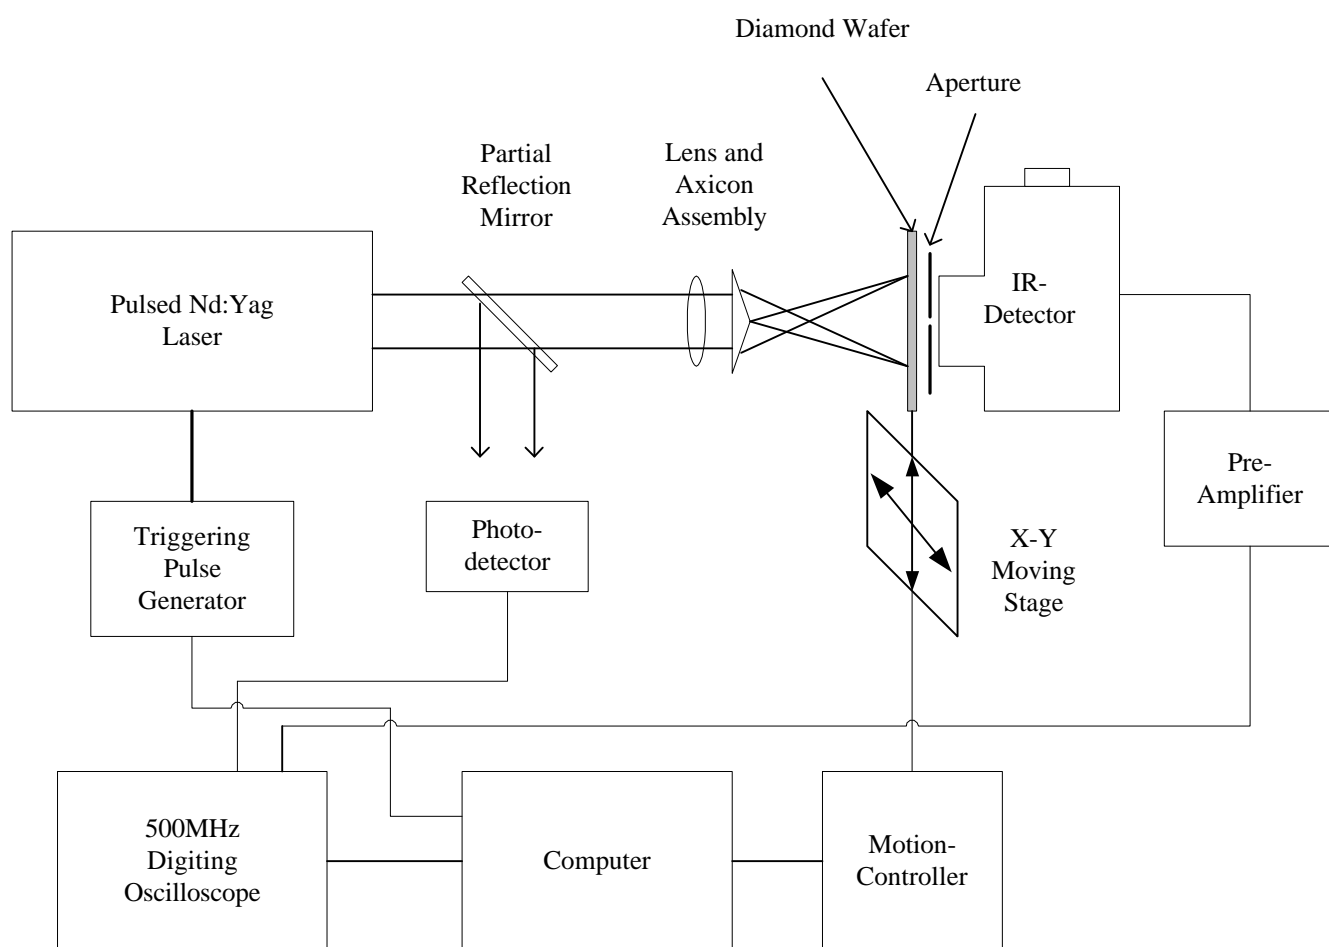 Diamond Wafer
Aperture
Partial
Reflection
Mirror
Lens and
Axicon
Assembly
Pulsed Nd:Yag
Laser
IR-
Detector
Pre-
Amplifier
Triggering
Pulse
Generator
Photo-
detector
X-Y
Moving
Stage
500MHz
Digiting
Oscilloscope
Computer
Motion-
Controller